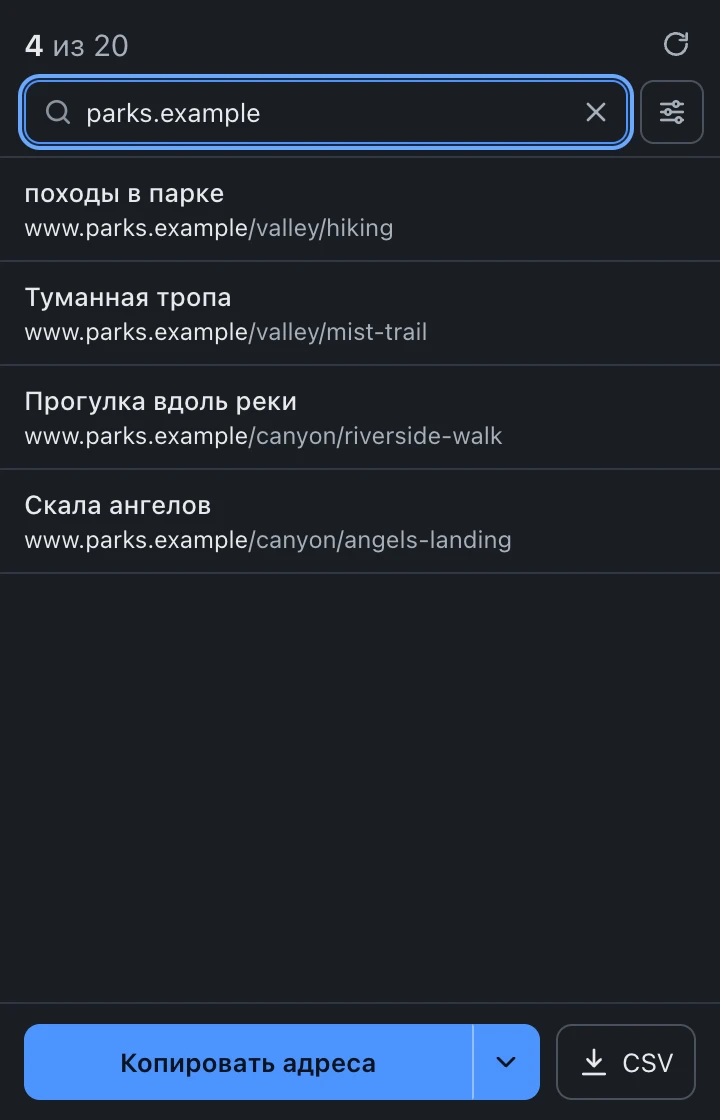 4 из 20
parks.example
походы в парке
www.parks.example/valley/hiking
Туманная тропа
www.parks.example/valley/mist-trail
Прогулка вдоль реки
www.parks.example/canyon/riverside-walk
Скала ангелов
www.parks.example/canyon/angels-landing
Копировать адреса
CSV